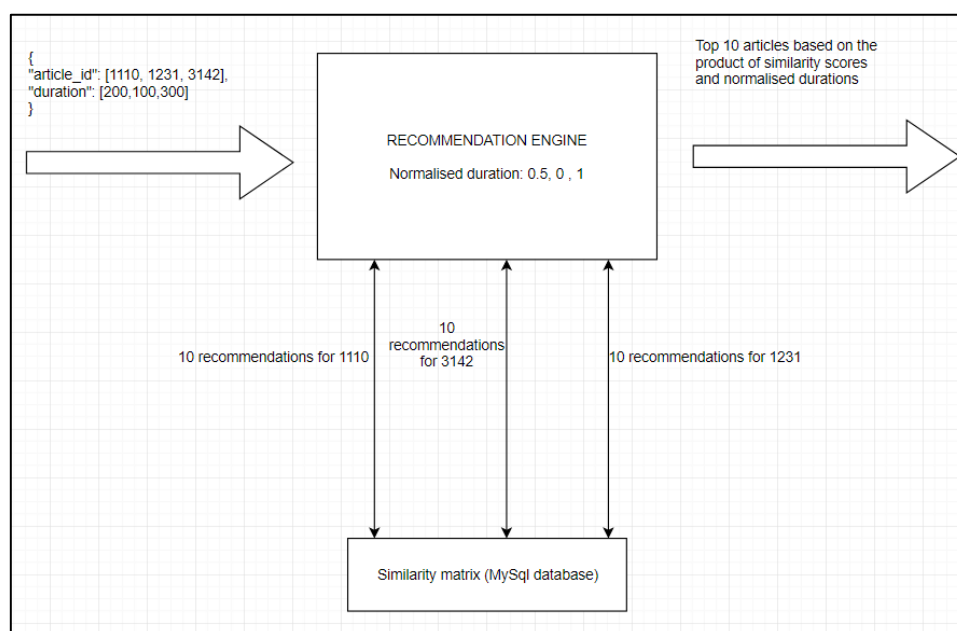 {
"article_id": [1110, 1231, 3142],
"duration": [200,100,300]
}
Top 10 articles based on the
product of similarity scores
and normalised durations
RECOMMENDATION ENGINE
Normalised duration: 0.5, 0 , 1
10 recommendations for 1110
10
recommendations
for 3142
10 recommendations for 1231
Similarity matrix (MySql database)